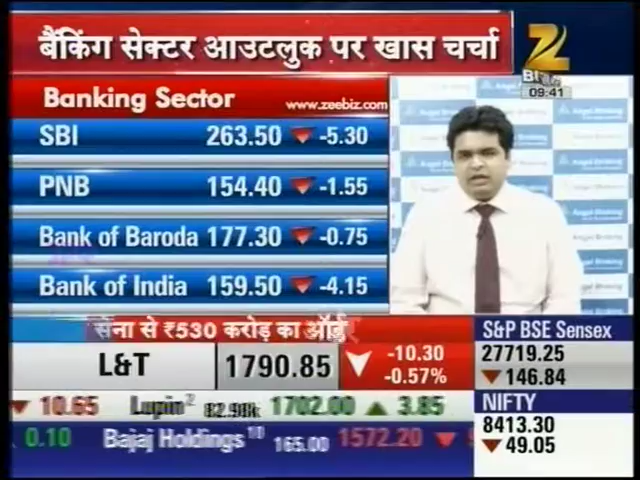 बैंकिंग सेक्टर आउटलुक पर खास चर्चा
Z
09:41
Banking Sector
www.zeebiz.com
SBI 263.50 -5.30
PNB 154.40 -1.55
Bank of Baroda 177.30 -0.75
Bank of India 159.50 -4.15
Angel Broking
सेना से ₹530 करोड़ का ऑर्डर
L&T 1790.85 -10.30
-0.57%
S&P BSE Sensex
27719.25
146.84
NIFTY
8413.30
49.05
10.65 Lupin 2 82.98k 1702.00 3.85
0.10 Bajaj Holdings 165.00 1572.20